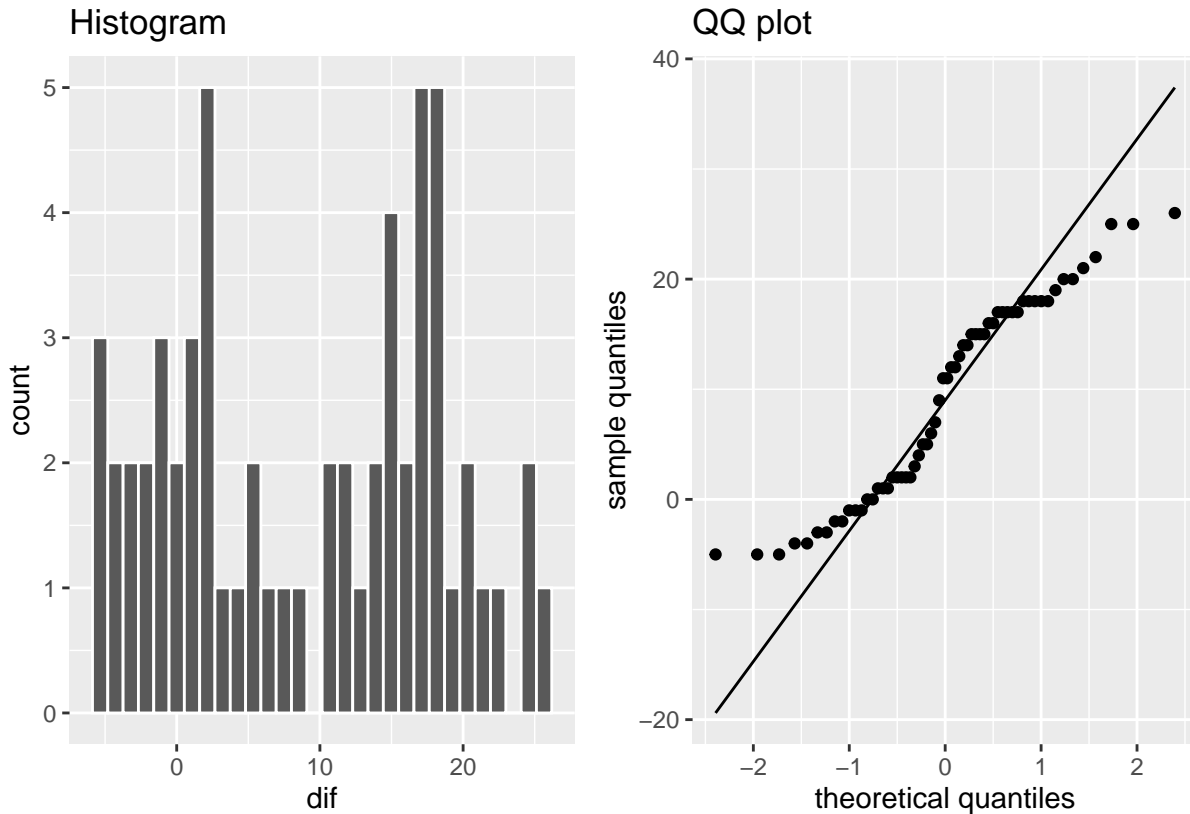 Histogram
5
4
3
2
1
0
count
0 10 20
dif
QQ plot
40
20
0
−20
sample quantiles
−2 −1 0 1 2
theoretical quantiles